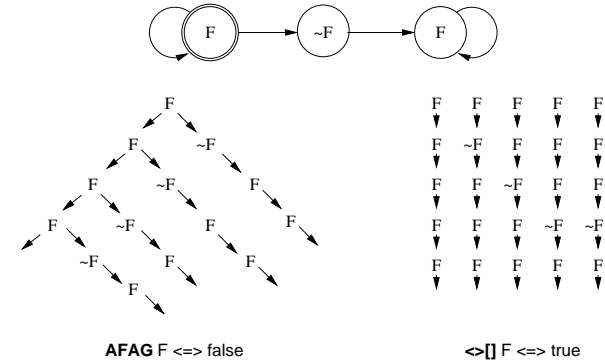 F ~F F
F F F F F F
F ~F F ~F F F F
F ~F F F F ~F F F
F ~F F F F F F ~F ~F
~F F F F F F F F
F
AFAG F <=> false <>[] F <=> true